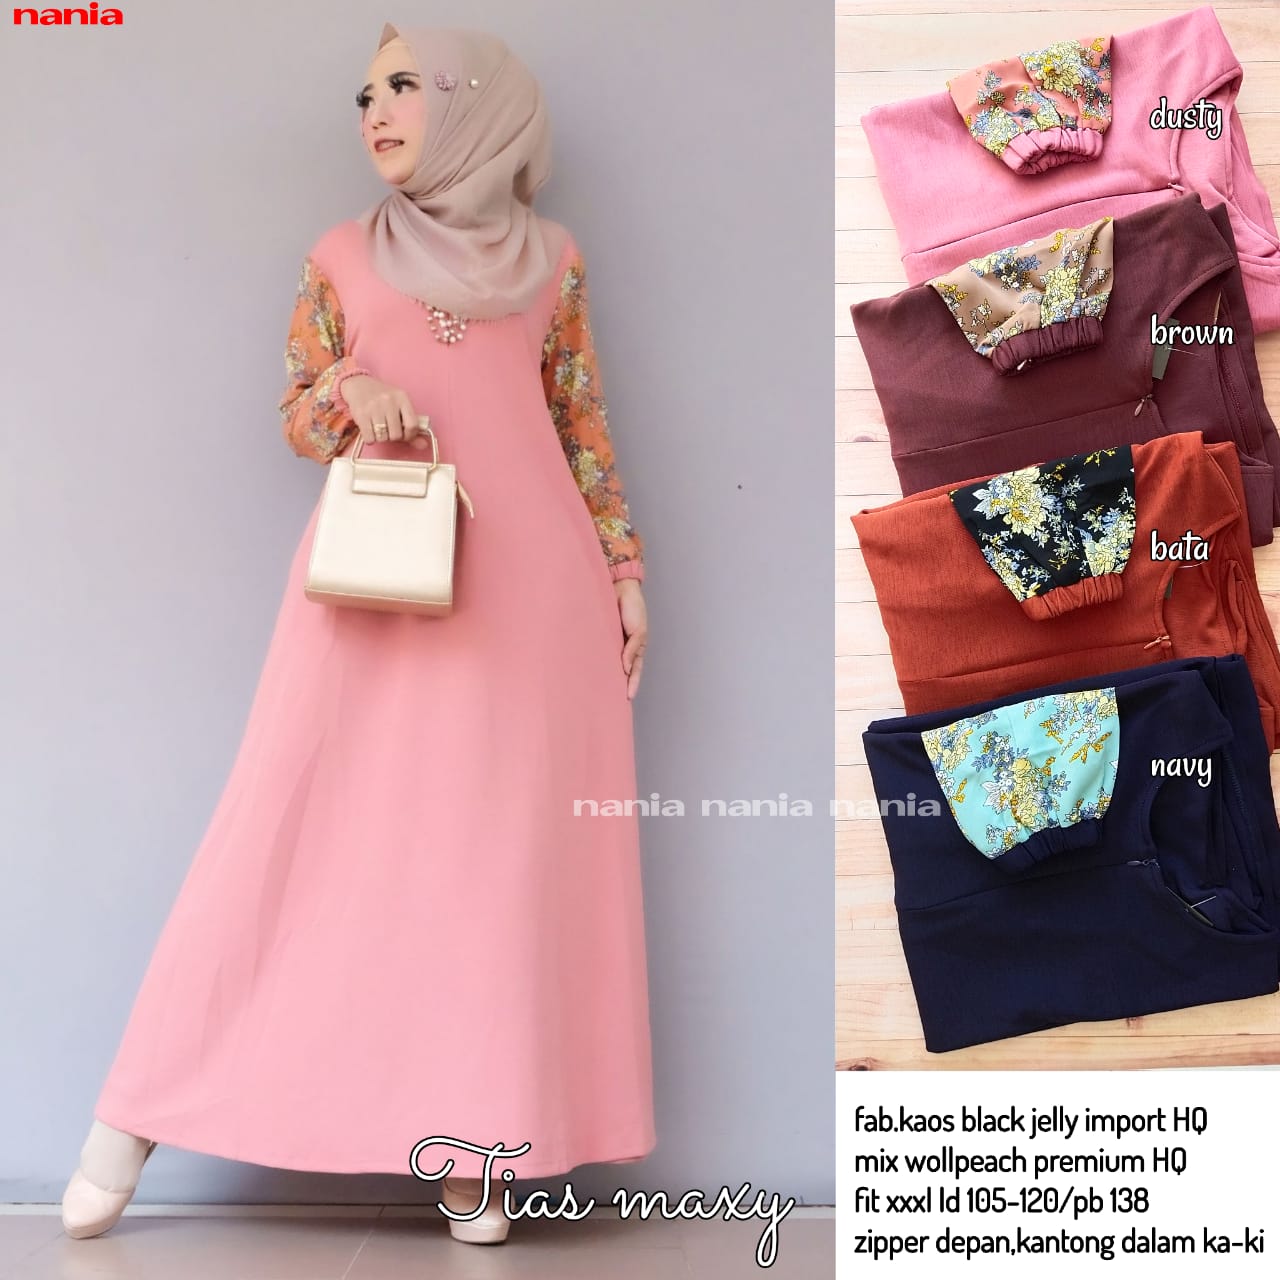 nania
dusty
brown
bata
navy
nania nania nania
Tias maxy
fab.kaos black jelly import HQ
mix wollpeach premium HQ
fit xxxl ld 105-120/pb 138
zipper depan,kantong dalam ka-ki